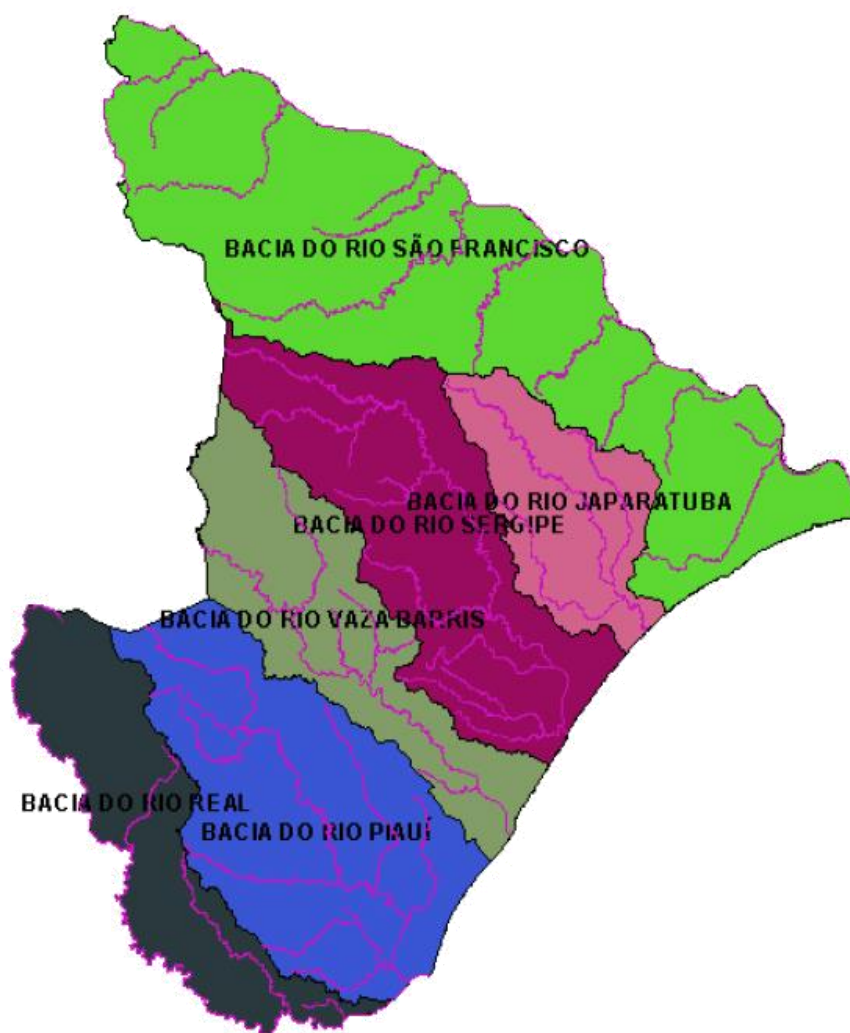 BACIA DO RIO SÃO FRANCISCO
BACIA DO RIO JAPARATUBA
BACIA DO RIO SERGIPE
BACIA DO RIO VAZA BARRIS
BACIA DO RIO REAL
BACIA DO RIO PIAUÍ